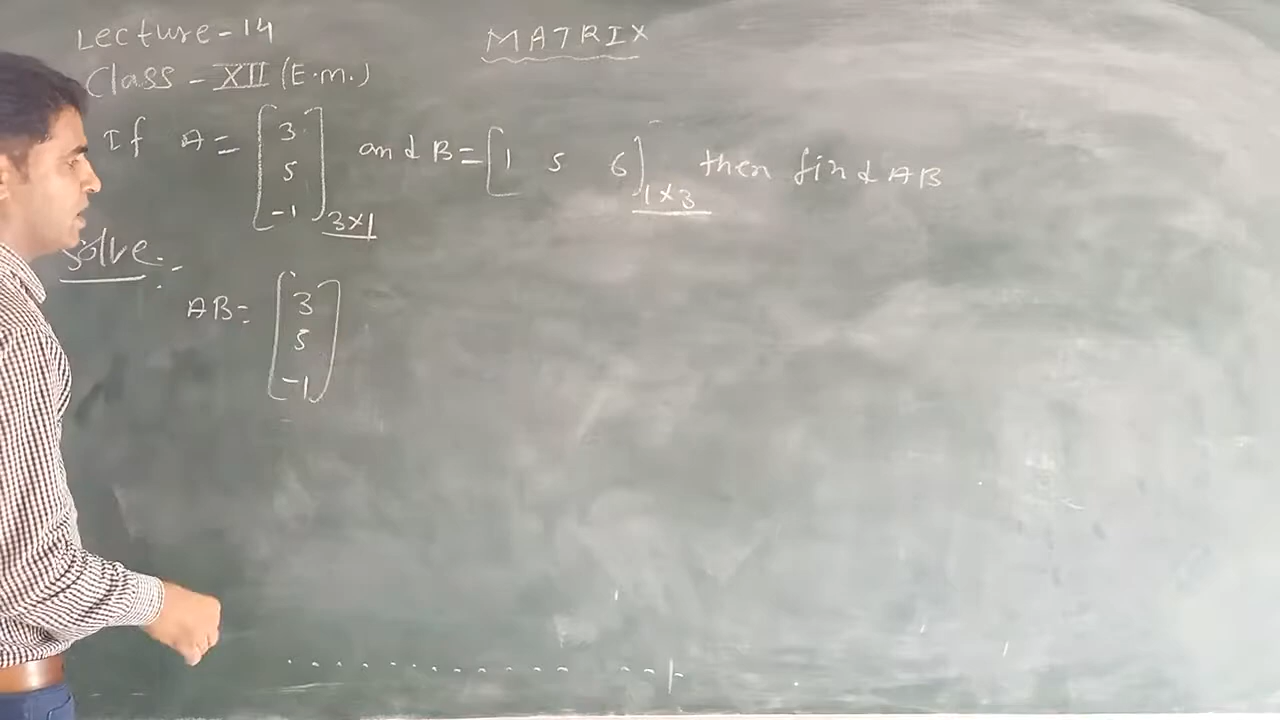 Lecture-14
MATRIX
Class - XII (E.m.)
If A = [3 5 -1] 3×1 and B = [1 5 6] 1×3 then find AB
Solve:-
AB = [3 5 -1]